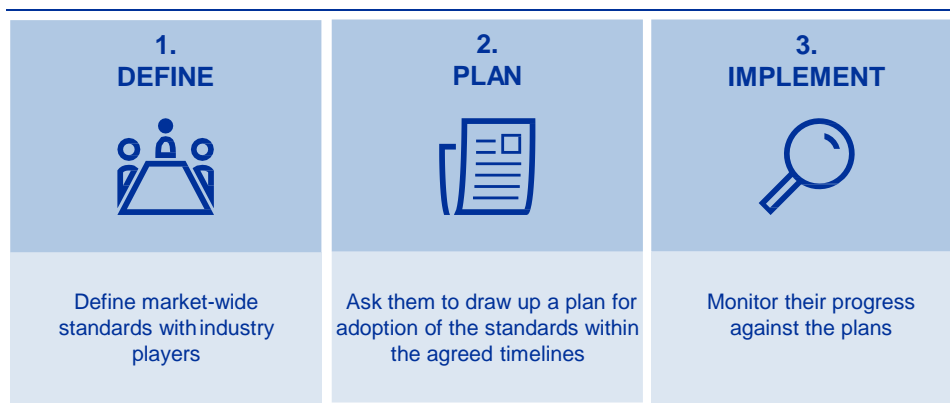 1.
DEFINE
Define market-wide
standards with industry
players
2.
PLAN
Ask them to draw up a plan for
adoption of the standards within
the agreed timelines
3.
IMPLEMENT
Monitor their progress
against the plans